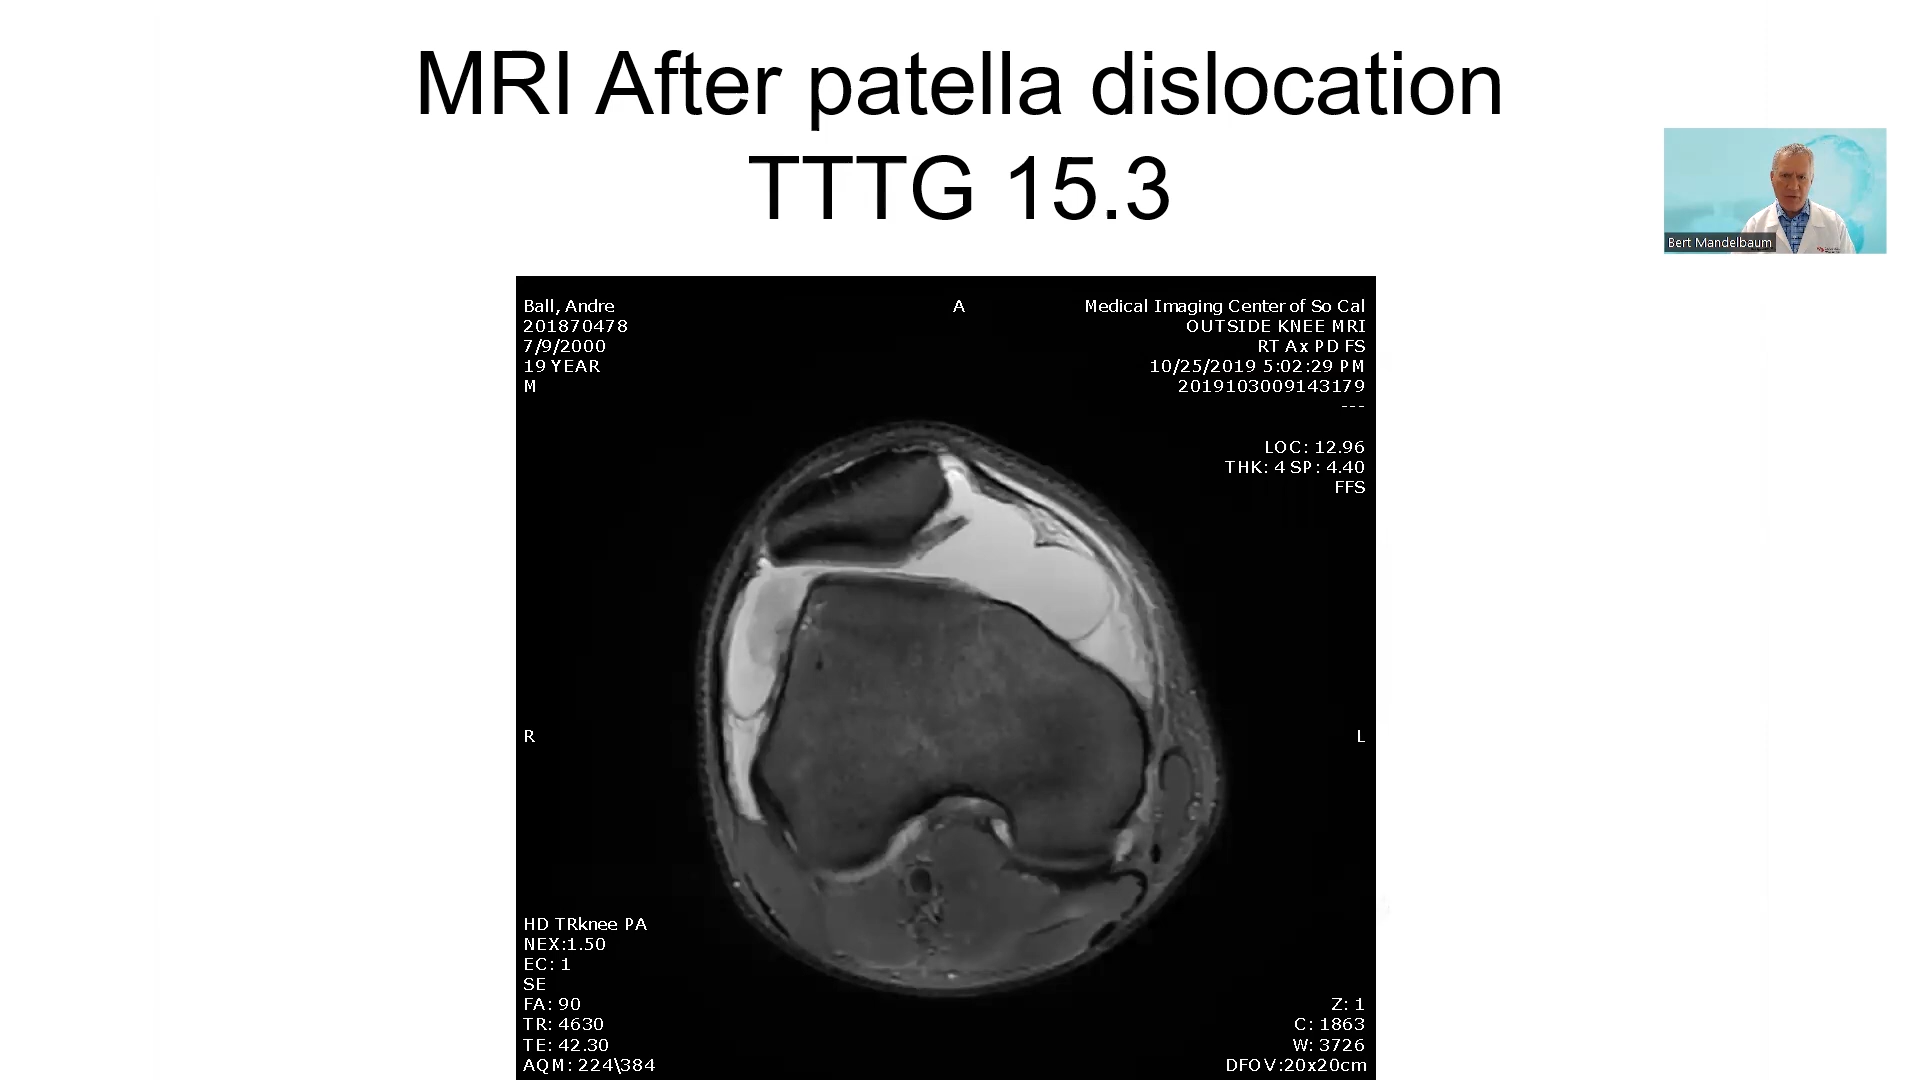 MRI After patella dislocation
TTTG 15.3
Bert Mandelbaum
Ball, Andre
201870478
7/9/2000
19 YEAR
M
A
Medical Imaging Center of So Cal
OUTSIDE KNEE MRI
RT Ax PD FS
10/25/2019 5:02:29 PM
2019103009143179
---
LOC: 12.96
THK: 4 SP: 4.40
FFS
R
L
HD TRknee PA
NEX:1.50
EC: 1
SE
FA: 90
TR: 4630
TE: 42.30
AQM: 224\384
Z: 1
C: 1863
W: 3726
DFOV:20x20cm